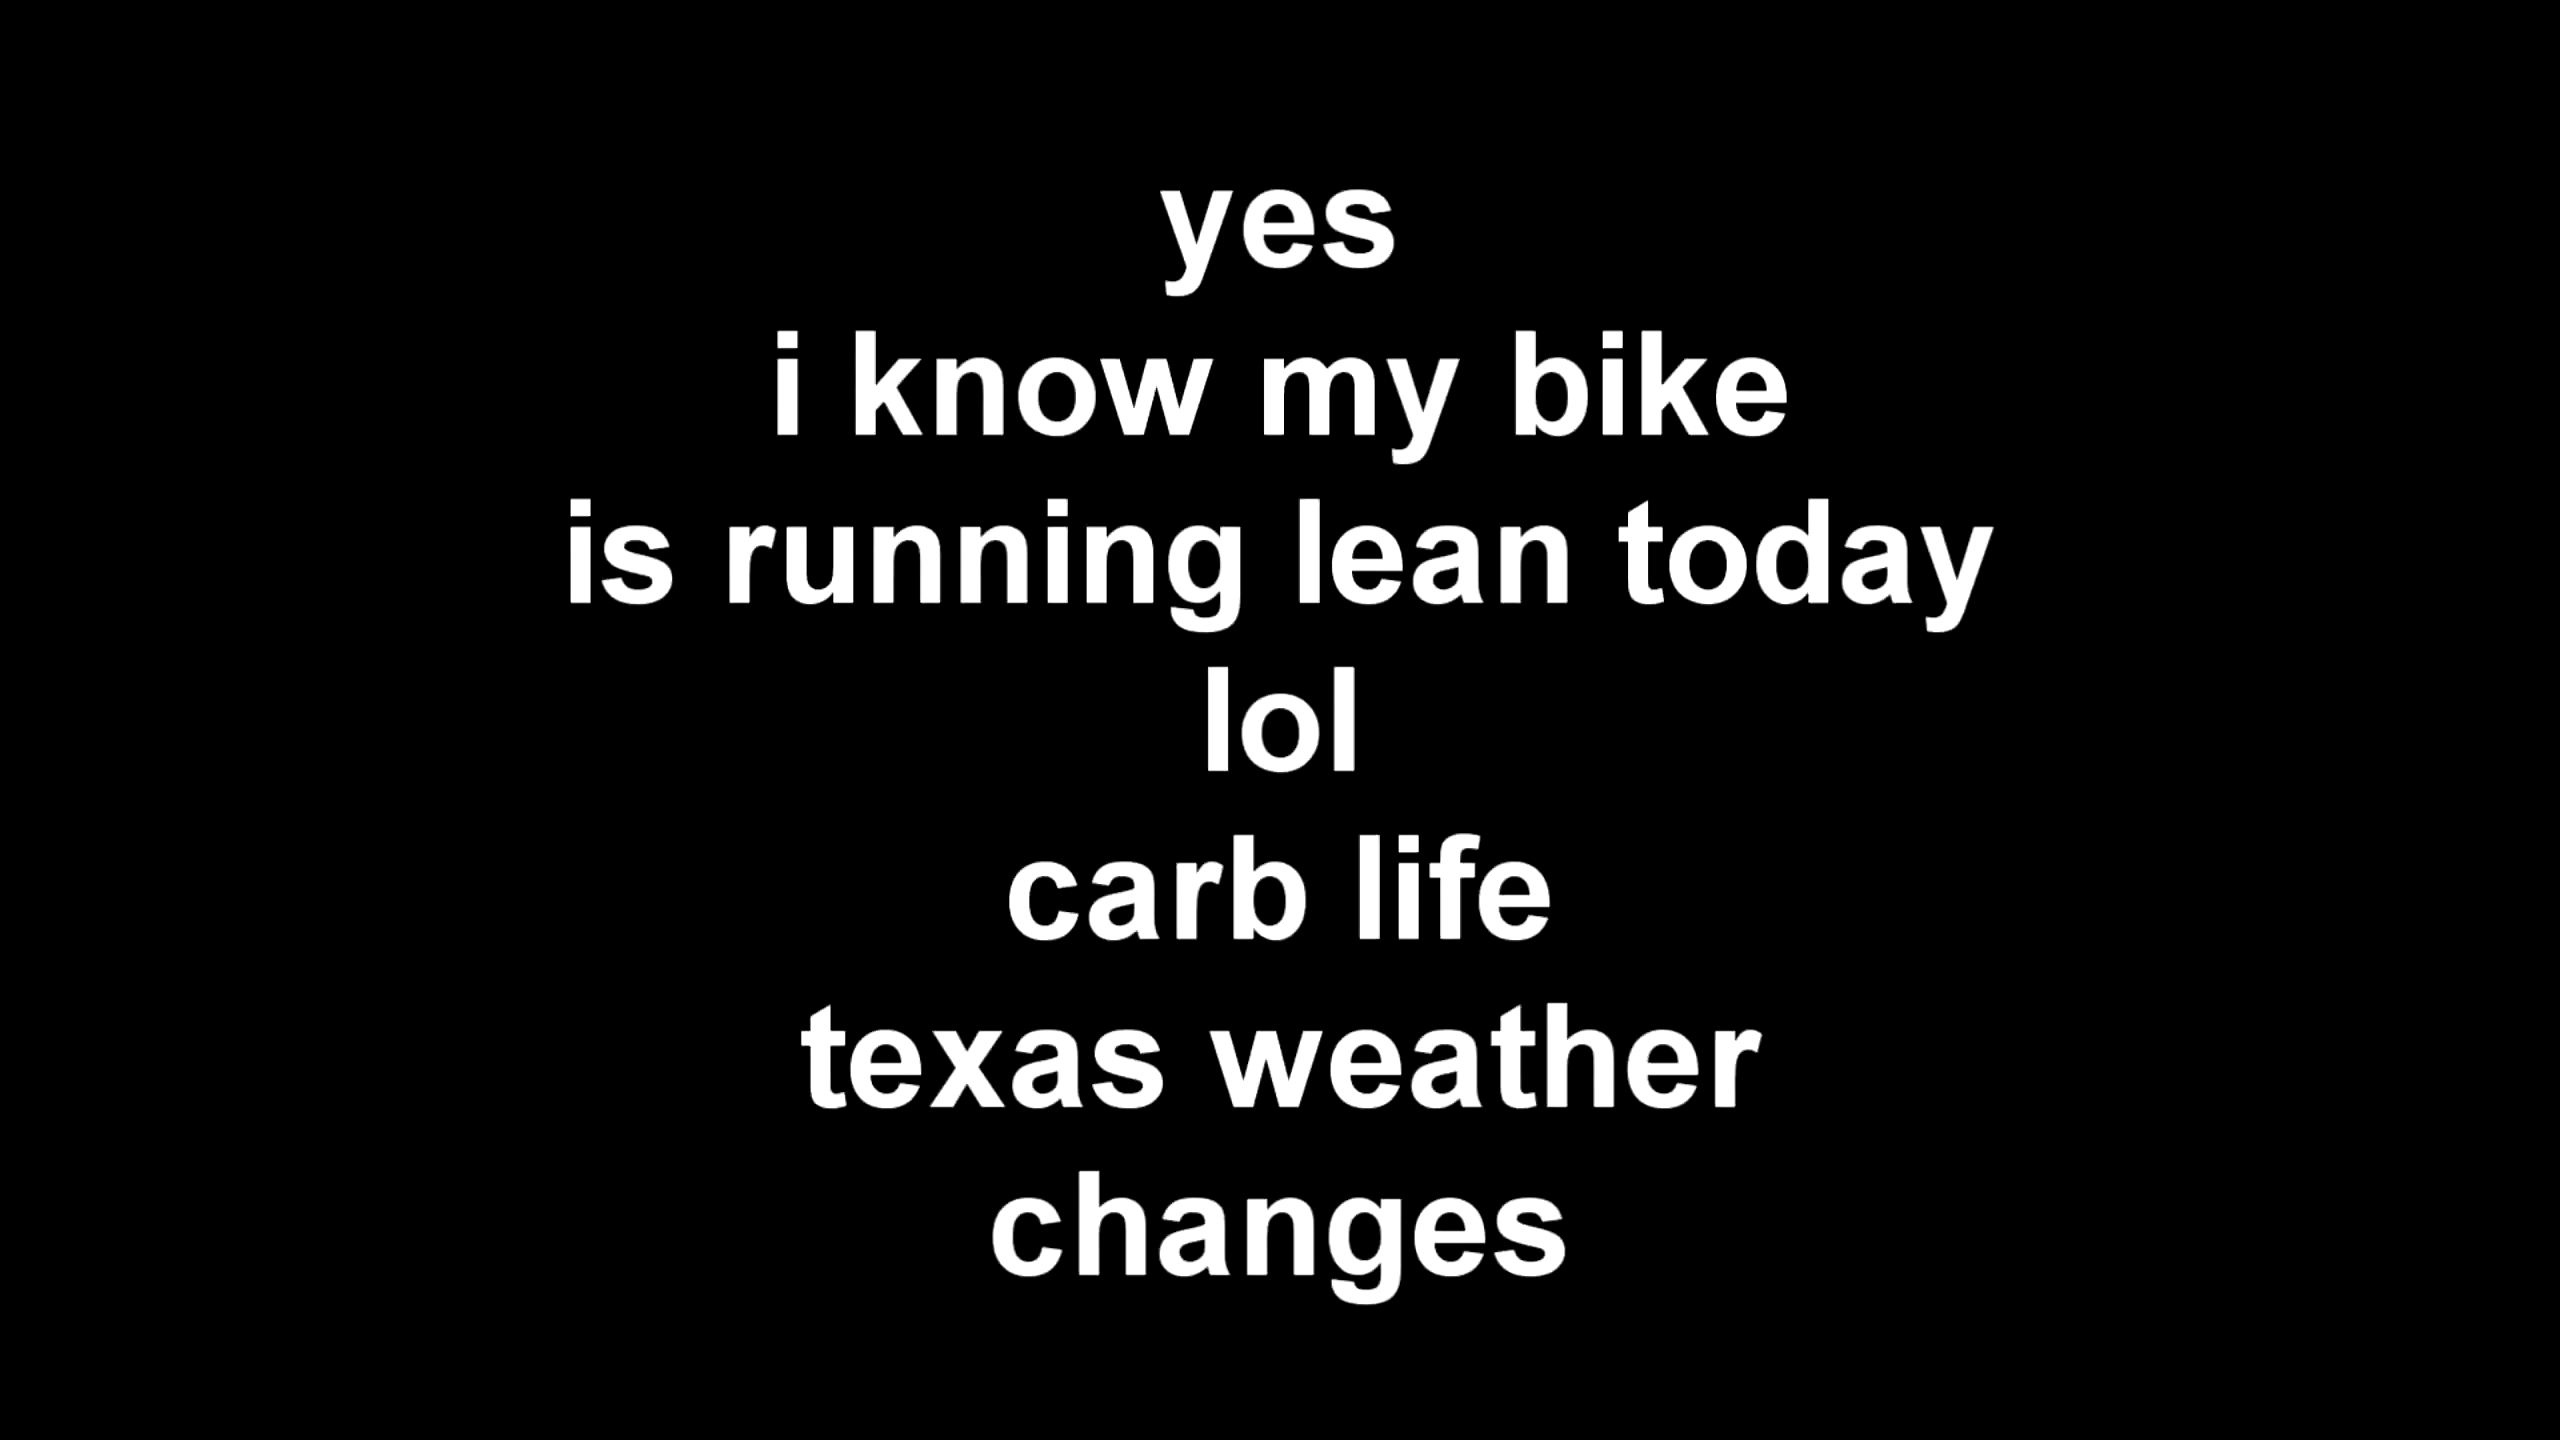 yes
i know my bike
is running lean today
lol
carb life
texas weather
changes